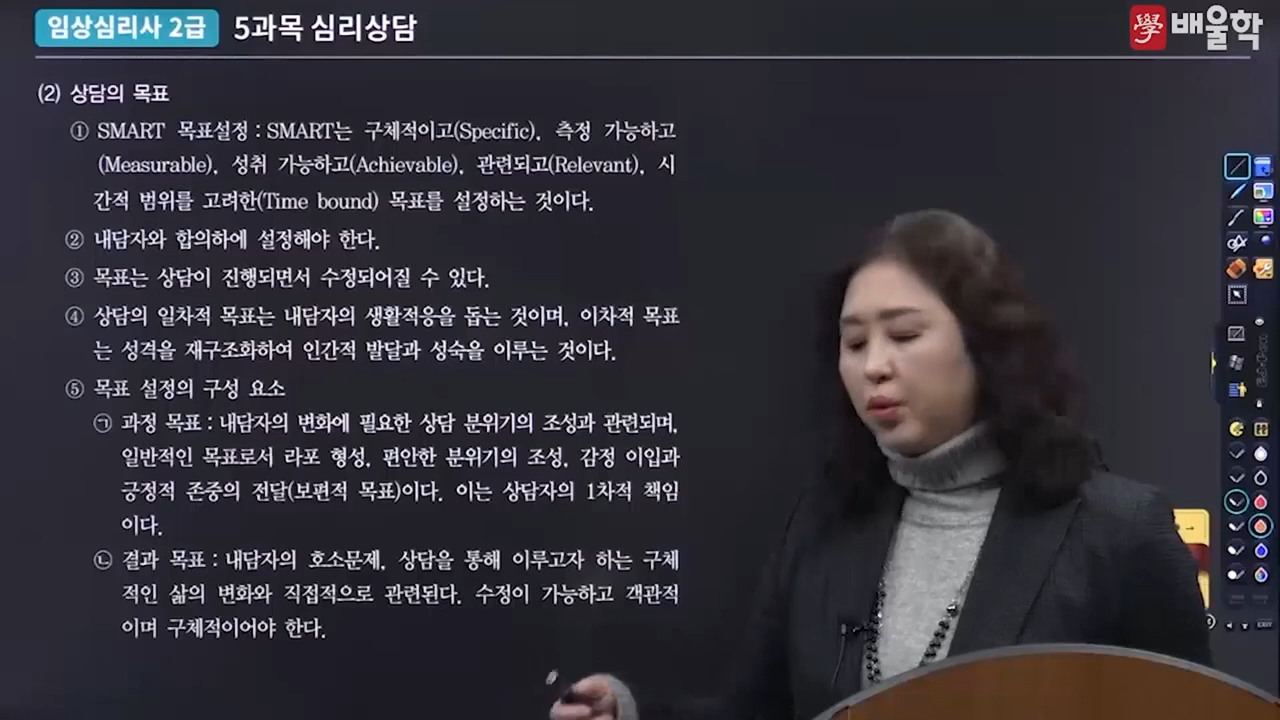 임상심리사 2급 5과목 심리상담
學 배울학
(2) 상담의 목표
① SMART 목표설정 : SMART는 구체적이고(Specific), 측정 가능하고
(Measurable), 성취 가능하고(Achievable), 관련되고(Relevant), 시
간적 범위를 고려한(Time bound) 목표를 설정하는 것이다.
② 내담자와 합의하에 설정해야 한다.
③ 목표는 상담이 진행되면서 수정되어질 수 있다.
④ 상담의 일차적 목표는 내담자의 생활적응을 돕는 것이며, 이차적 목표
는 성격을 재구조화하여 인간적 발달과 성숙을 이루는 것이다.
⑤ 목표 설정의 구성 요소
㉠ 과정 목표 : 내담자의 변화에 필요한 상담 분위기의 조성과 관련되며,
일반적인 목표로서 라포 형성, 편안한 분위기의 조성, 감정 이입과
긍정적 존중의 전달(보편적 목표)이다. 이는 상담자의 1차적 책임
이다.
㉡ 결과 목표 : 내담자의 호소문제, 상담을 통해 이루고자 하는 구체
적인 삶의 변화와 직접적으로 관련된다. 수정이 가능하고 객관적
이며 구체적이어야 한다.
EXIT